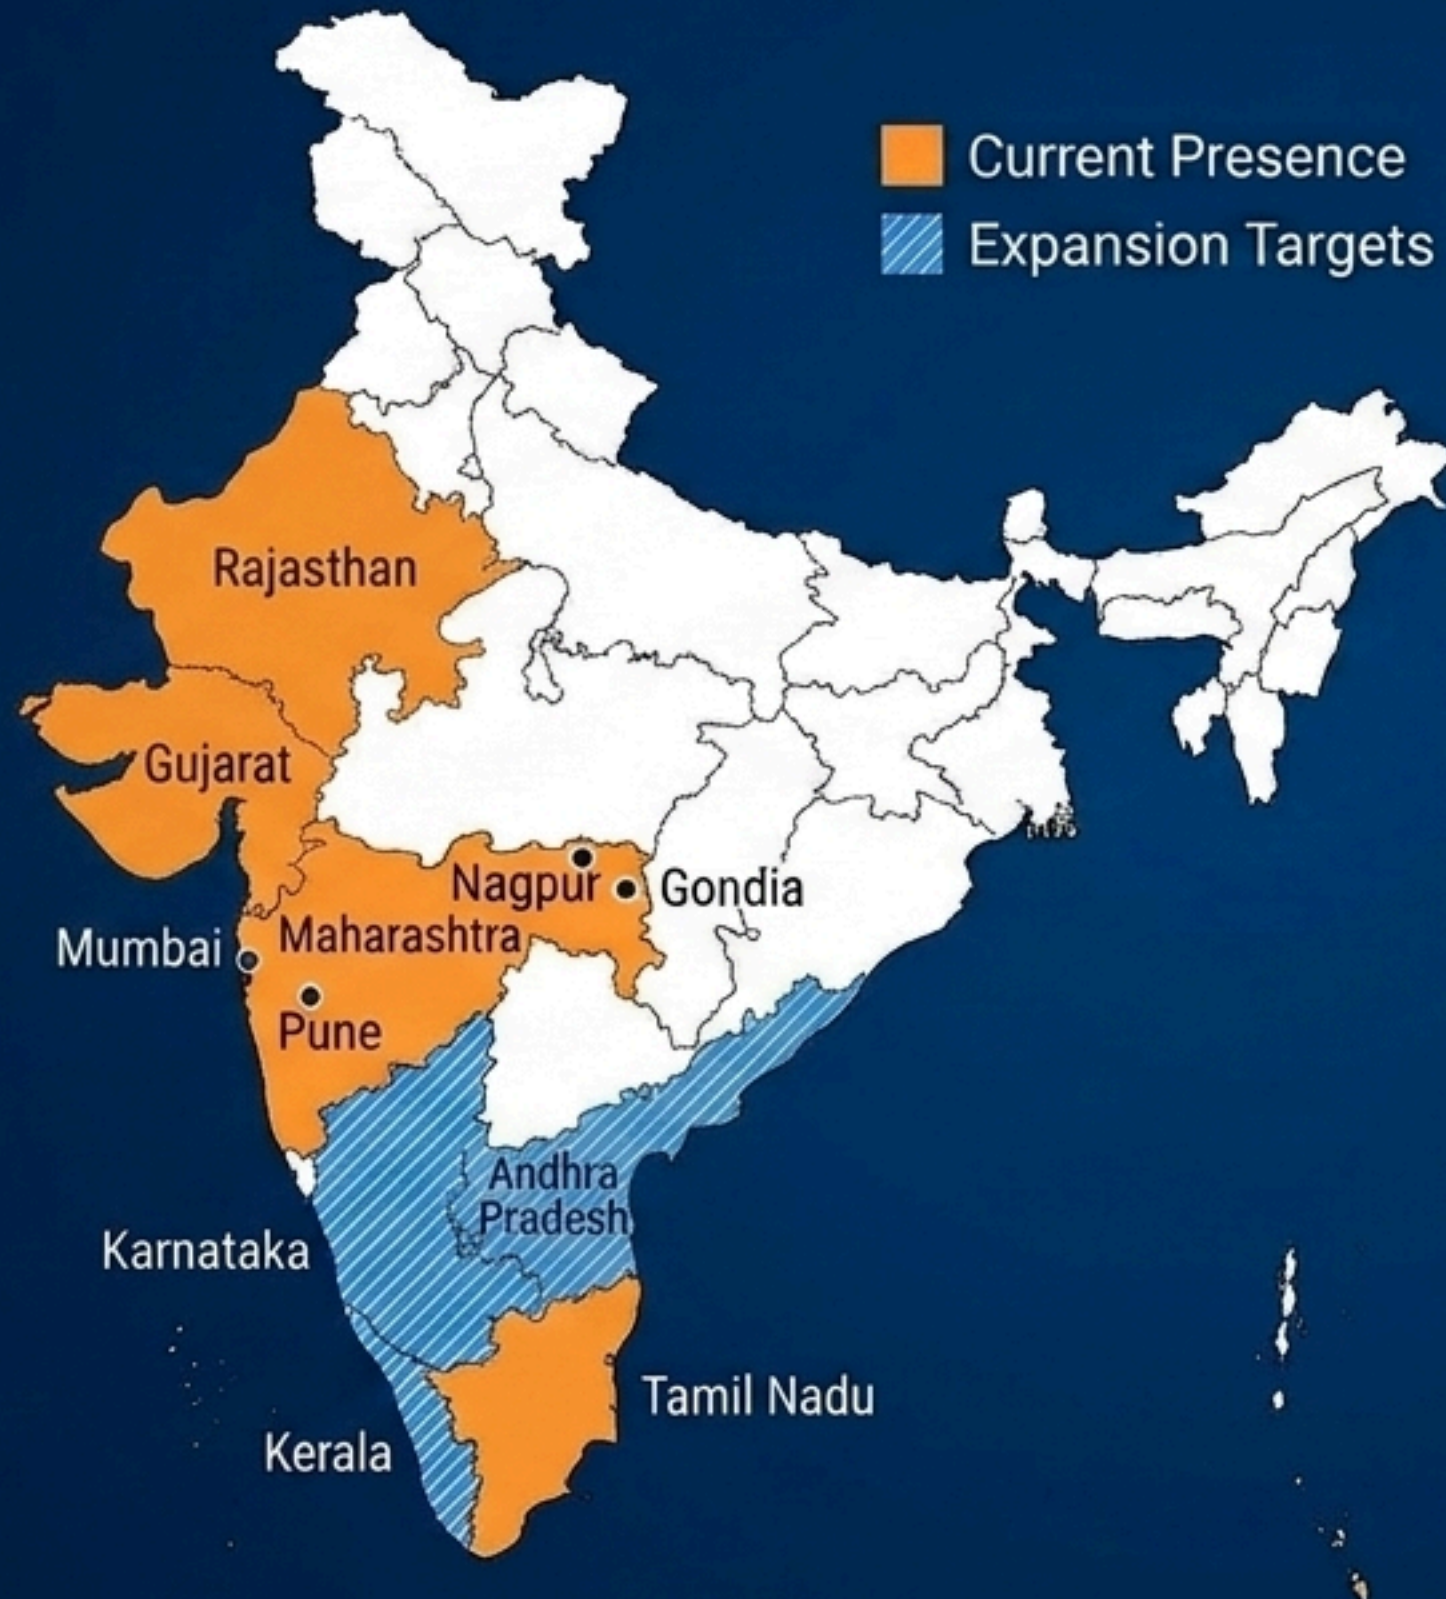 Current Presence
Expansion Targets
Rajasthan
Gujarat
Nagpur
Gondia
Maharashtra
Mumbai
Pune
Andhra
Pradesh
Karnataka
Tamil Nadu
Kerala